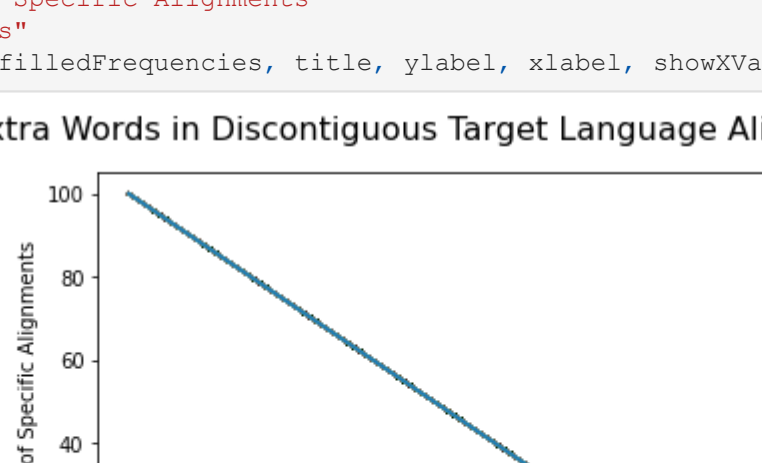 Specific Alignments
s"
filledFrequencies, title, ylabel, xlabel, showXVa
xtra Words in Discontiguous Target Language Ali
100
80
60
40
of Specific Alignments